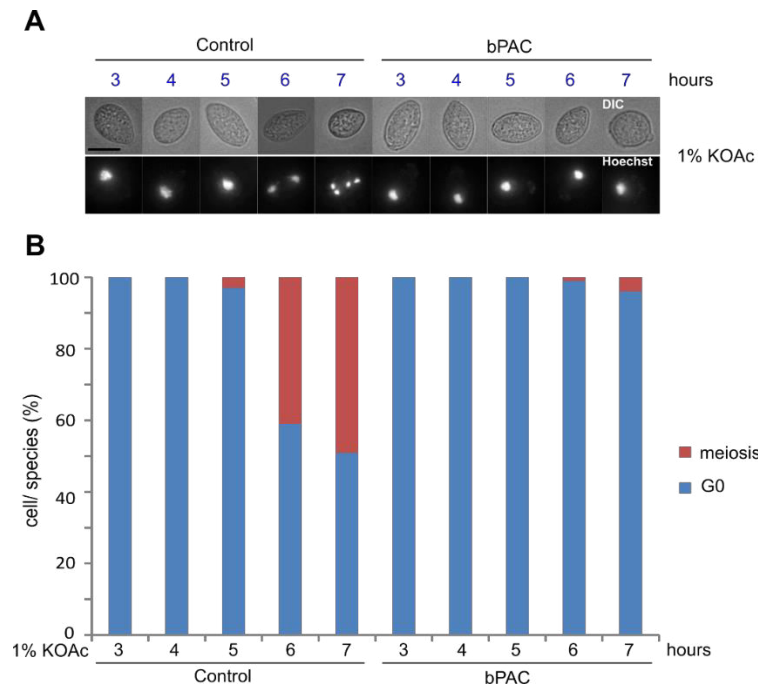 A
Control bPAC
3 4 5 6 7 3 4 5 6 7 hours
DIC
Hoechst
1% KOAc
B
100
80
60
40
20
0
cell/ species (%)
meiosis
G0
1% KOAc 3 4 5 6 7 3 4 5 6 7 hours
Control bPAC